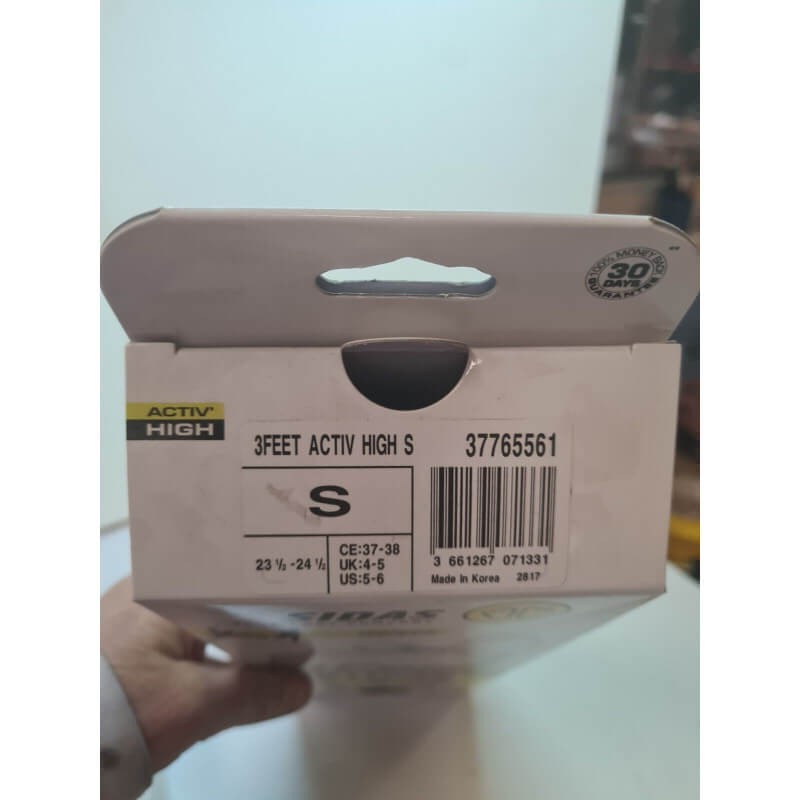 100% MONEY BACK
30
DAYS
GUARANTEE
ACTIV'
HIGH
3FEET ACTIV HIGH S
37765561
S
23 ½ -24 ½
CE:37-38
UK:4-5
US:5-6
3 661267 071331
Made In Korea 2817
SIDAS